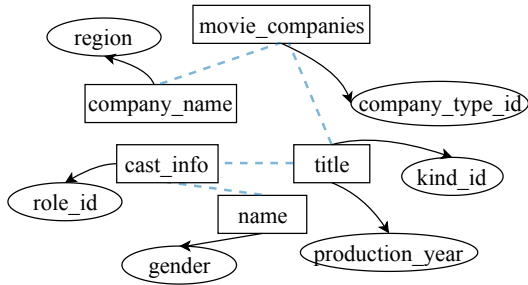 movie_companies
region
company_name
company_type_id
cast_info
title
kind_id
role_id
name
production_year
gender